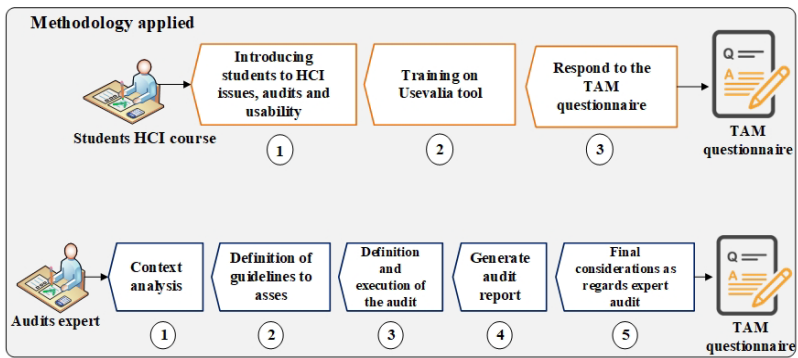 Methodology applied
Introducing
students to HCI
issues, audits and
usability
Training on
Usevalia tool
Respond to the
TAM
questionnaire
Q
A
Students HCI course
1
2
3
TAM
questionnaire
Context
analysis
Definition of
guidelines to
asses
Definition
and
execution of
the audit
Generate
audit
report
Final
considerations as
regards expert
audit
Q
A
Audits expert
1
2
3
4
5
TAM
questionnaire